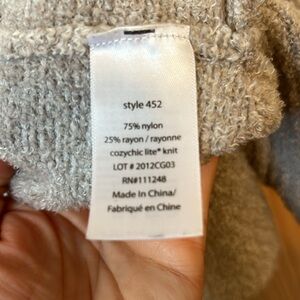 style 452
75% nylon
25% rayon / rayonne
cozychic lite® knit
LOT # 2012CG03
RN#111248
Made In China/
Fabriqué en Chine